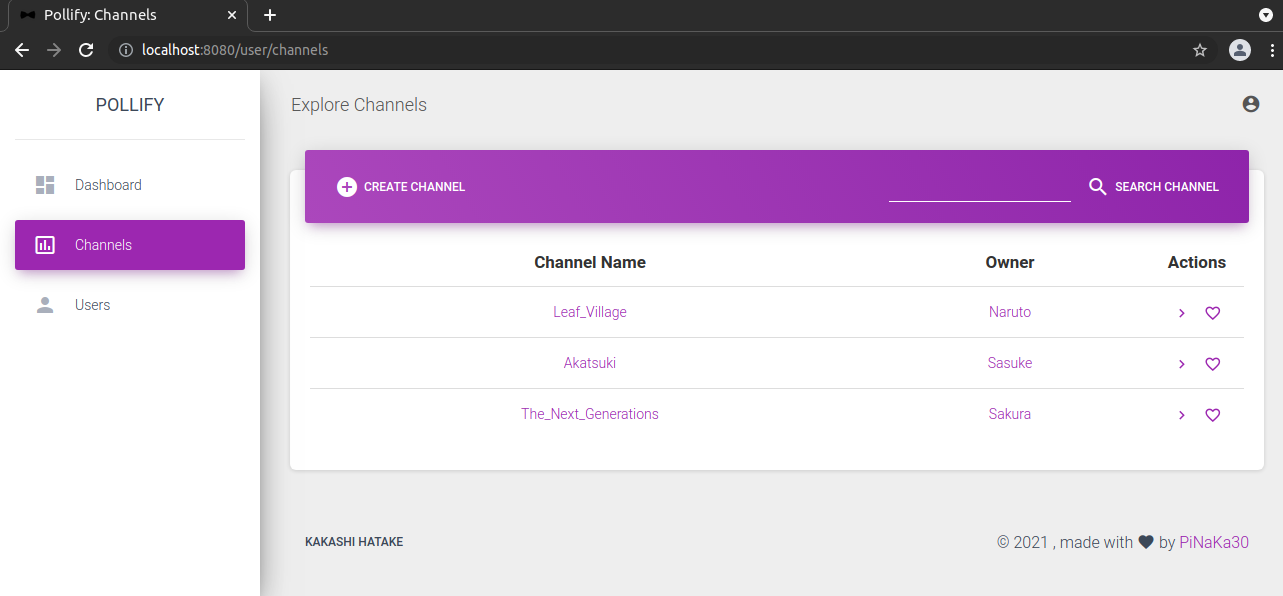 Pollify: Channels
localhost:8080/user/channels
POLLIFY
Explore Channels
Dashboard
Channels
Users
CREATE CHANNEL
SEARCH CHANNEL
Channel Name Owner Actions
Leaf_Village Naruto
Akatsuki Sasuke
The_Next_Generations Sakura
KAKASHI HATAKE
© 2021 , made with by PiNaKa30